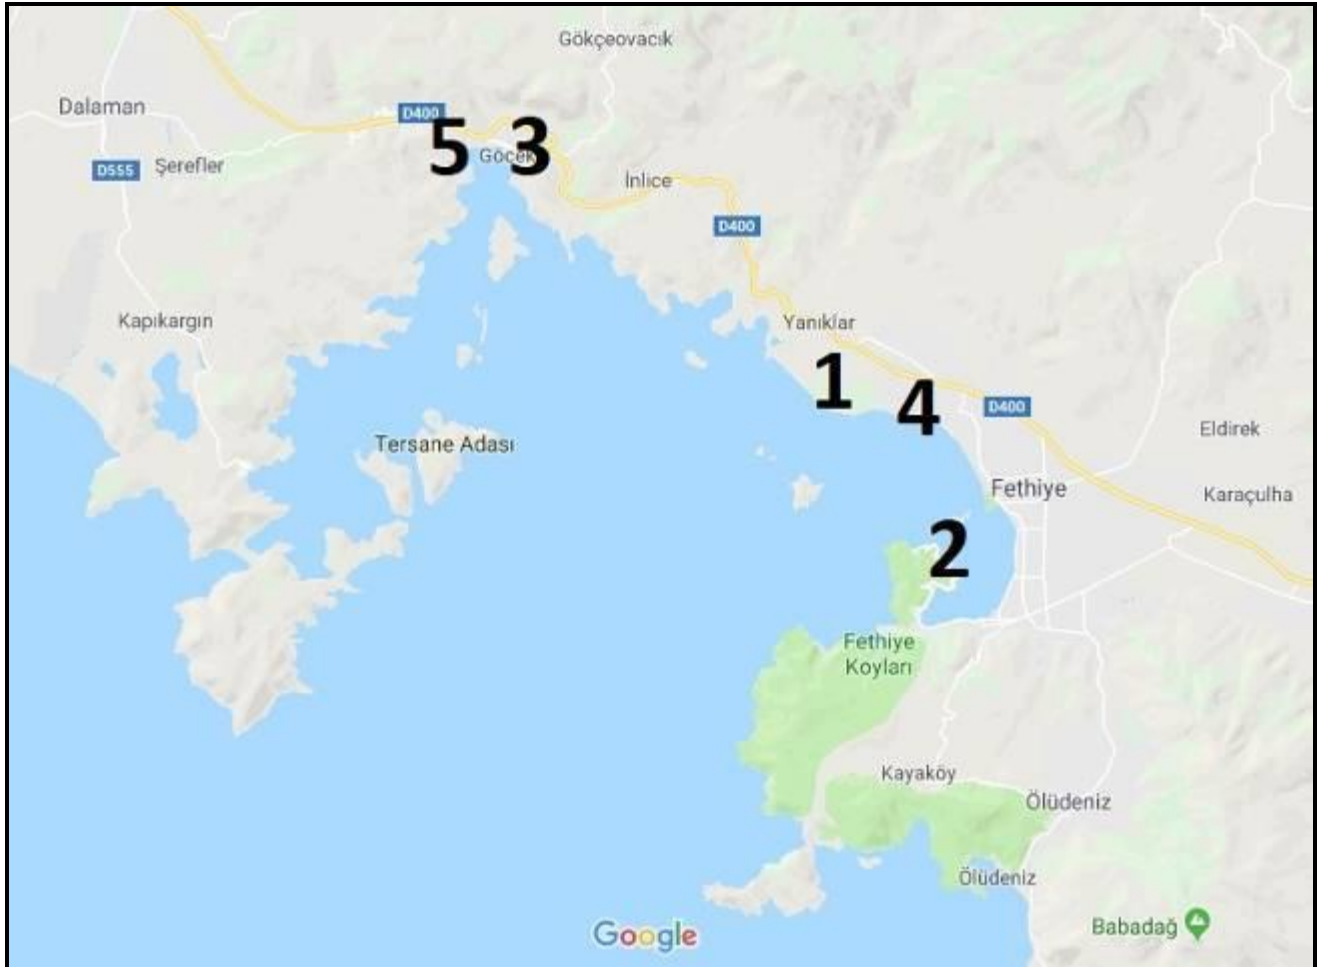 Gökçeovacık
Dalaman
D400
5
3
Göcek
D555
Şerefler
İnlice
D400
Kapıkargın
Yanıklar
1
4
D400
Tersane Adası
Eldirek
Fethiye
Karaçulha
2
Fethiye
Koyları
Kayaköy
Ölüdeniz
Ölüdeniz
Babadağ
Google